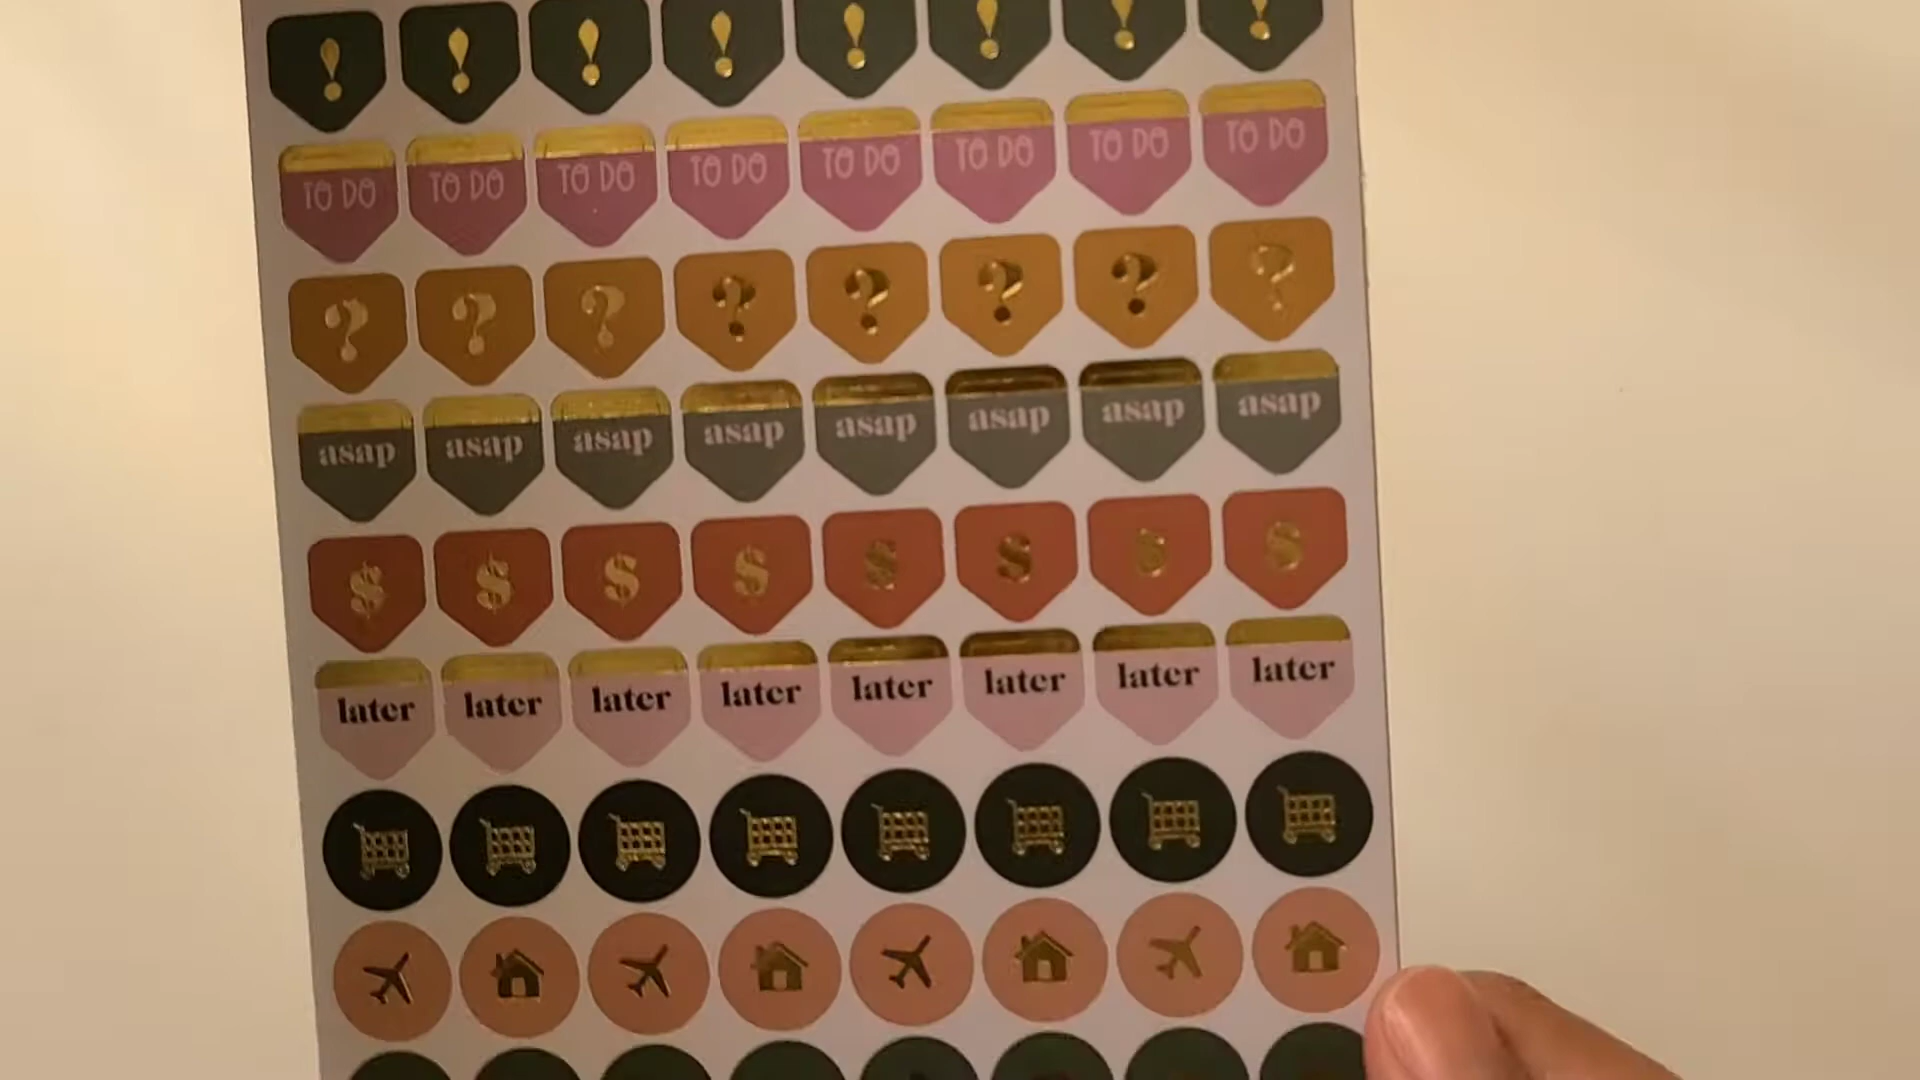 ! ! ! ! ! ! ! !
TO DO TO DO TO DO TO DO TO DO TO DO TO DO TO DO
? ? ? ? ? ? ? ?
asap asap asap asap asap asap asap asap
$ $ $ $ $ $ $ $
later later later later later later later later